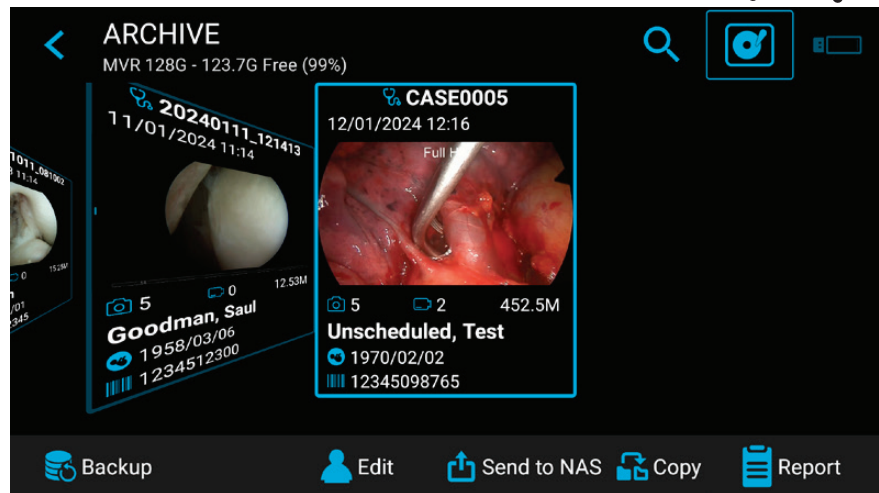 ARCHIVE
MVR 128G - 123.7G Free (99%)
20240111_121413
11/01/2024 11:14
5
0
12.53M
Goodman, Saul
1958/03/06
1234512300
CASE0005
12/01/2024 12:16
Full H
5
2
452.5M
Unscheduled, Test
1970/02/02
12345098765
Backup
Edit
Send to NAS
Copy
Report